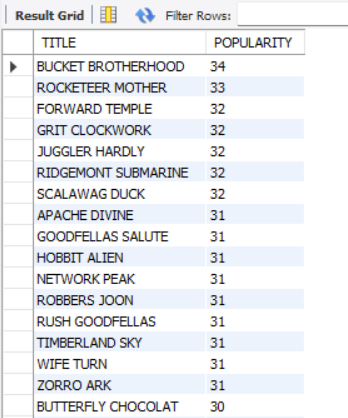 Result Grid Filter Rows:
TITLE POPULARITY
BUCKET BROTHERHOOD 34
ROCKETEER MOTHER 33
FORWARD TEMPLE 32
GRIT CLOCKWORK 32
JUGGLER HARDLY 32
RIDGEMONT SUBMARINE 32
SCALAWAG DUCK 32
APACHE DIVINE 31
GOODFELLAS SALUTE 31
HOBBIT ALIEN 31
NETWORK PEAK 31
ROBBERS JOON 31
RUSH GOODFELLAS 31
TIMBERLAND SKY 31
WIFE TURN 31
ZORRO ARK 31
BUTTERFLY CHOCOLAT 30